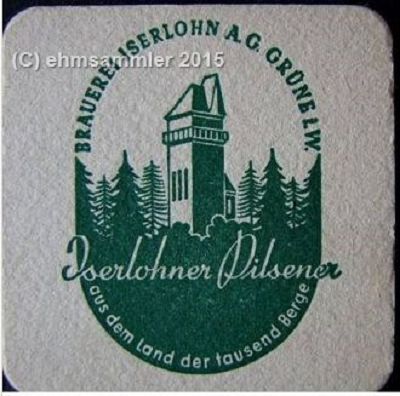 (C) ehmsammler 2015
BRAUEREI ISERLOHN A.G. GRÜNE I.W.
Iserlohner Pilsener
aus dem Land der tausend Berge